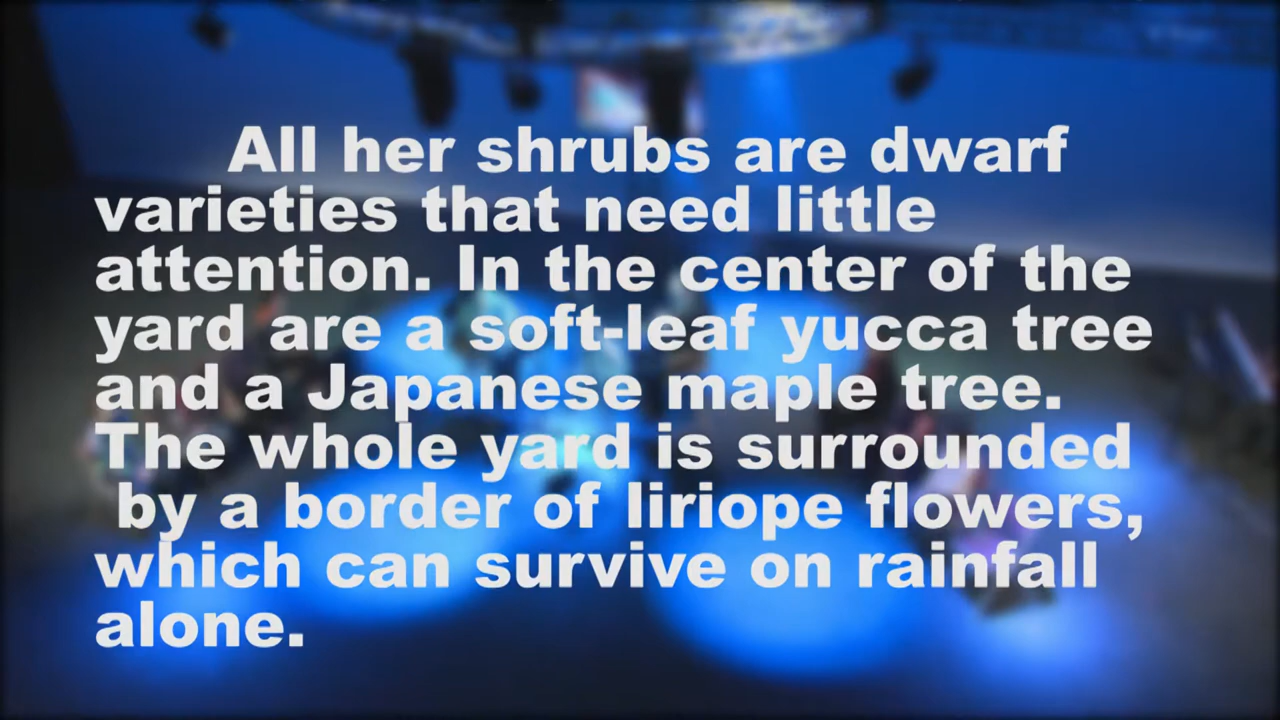 All her shrubs are dwarf
varieties that need little
attention. In the center of the
yard are a soft-leaf yucca tree
and a Japanese maple tree.
The whole yard is surrounded
by a border of liriope flowers,
which can survive on rainfall
alone.